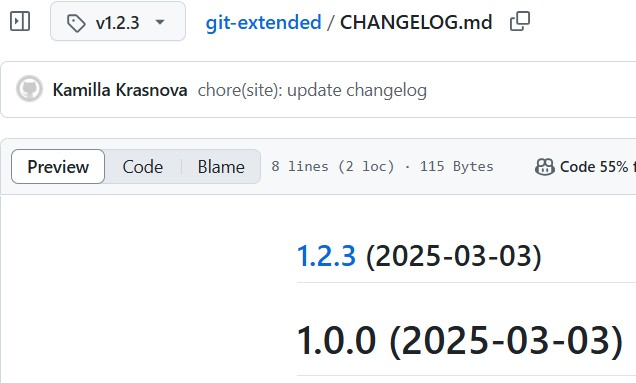 v1.2.3
git-extended / CHANGELOG.md
Kamilla Krasnova chore(site): update changelog
Preview Code Blame 8 lines (2 loc) · 115 Bytes Code 55%
1.2.3 (2025-03-03)
1.0.0 (2025-03-03)